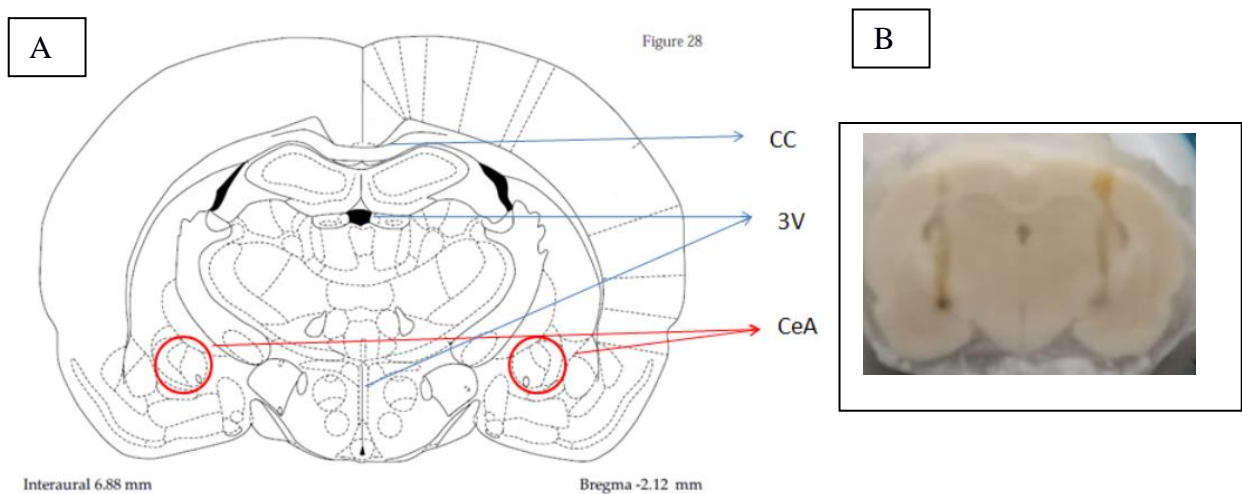 A
Figure 28
B
CC
3V
CeA
Interaural 6.88 mm
Bregma -2.12 mm